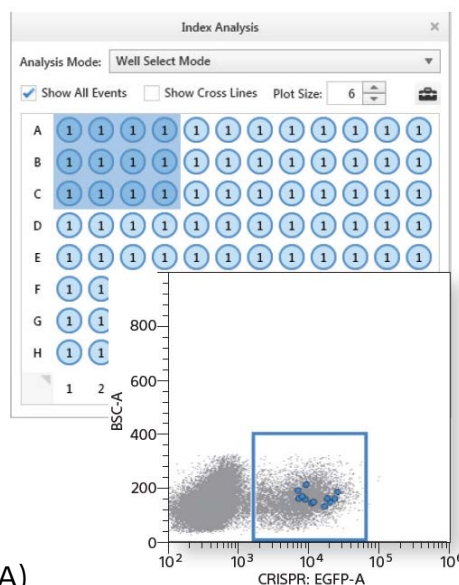 Index Analysis ×
Analysis Mode: Well Select Mode
Show All Events Show Cross Lines Plot Size: 6
A 1 1 1 1 1 1 1 1 1 1 1 1
B 1 1 1 1 1 1 1 1 1 1 1 1
C 1 1 1 1 1 1 1 1 1 1 1 1
D 1 1 1 1 1 1 1 1 1 1 1 1
E 1 1 1 1 1 1 1 1 1 1 1 1
F 1 1
G 1 1
H 1 1
1 2
BSC-A
800
600
400
200
0
10² 10³ 10⁴ 10⁵ 10⁶
CRISPR: EGFP-A
A)